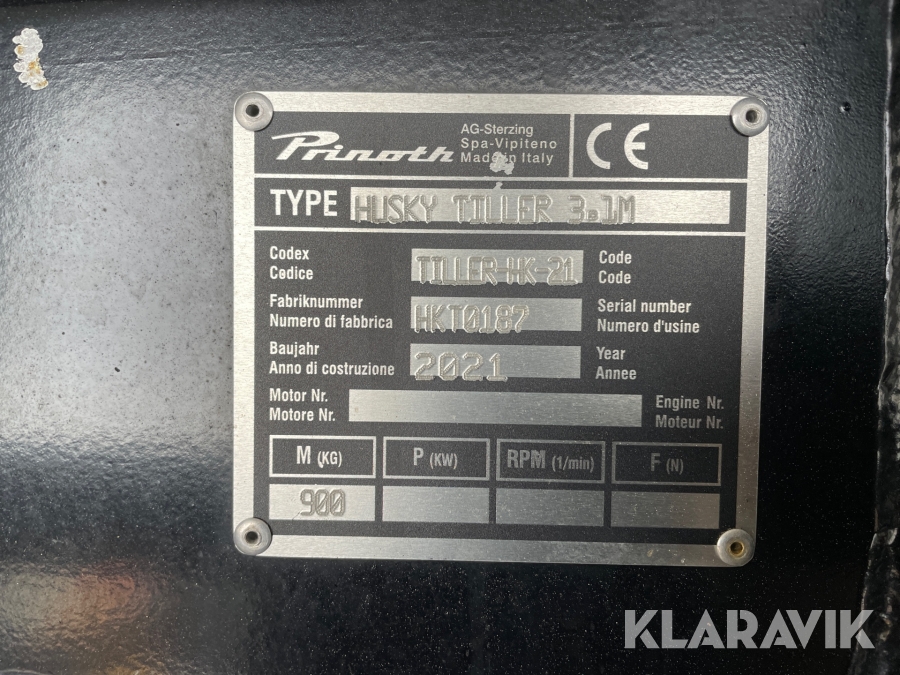 Prinoth
AG-Sterzing
Spa-Vipiteno
Made in Italy
CE
TYPE HUSKY TILLER 3.1M
Codex
Codice
TILLER-HK-21
Code
Code
Fabriknummer
Numero di fabbrica
HKT0187
Serial number
Numero d'usine
Baujahr
Anno di costruzione
2021
Year
Annee
Motor Nr.
Motore Nr.
Engine Nr.
Moteur Nr.
M (KG) P (KW) RPM (1/min) F (N)
900
KLARAVIK